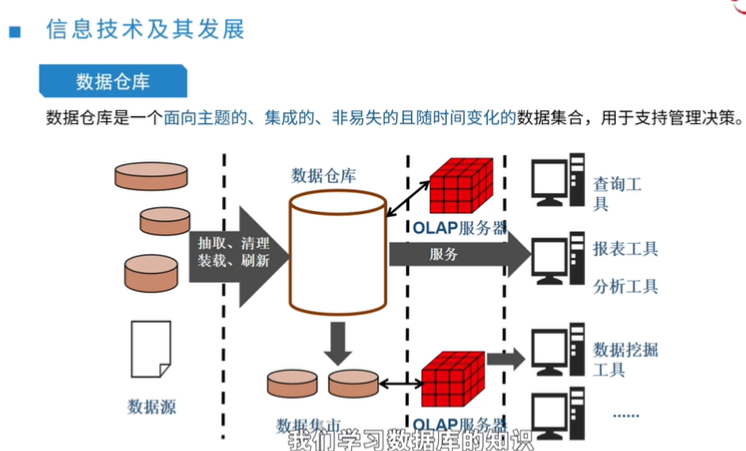 信息技术及其发展
数据仓库
数据仓库是一个面向主题的、集成的、非易失的且随时间变化的数据集合，用于支持管理决策。
数据仓库
查询工
具
OLAP服务器
抽取、清理
装载、刷新
服务
报表工具
分析工具
数据挖掘
工具
数据源
数据集市
OLAP服务器
......
我们学习数据库的知识